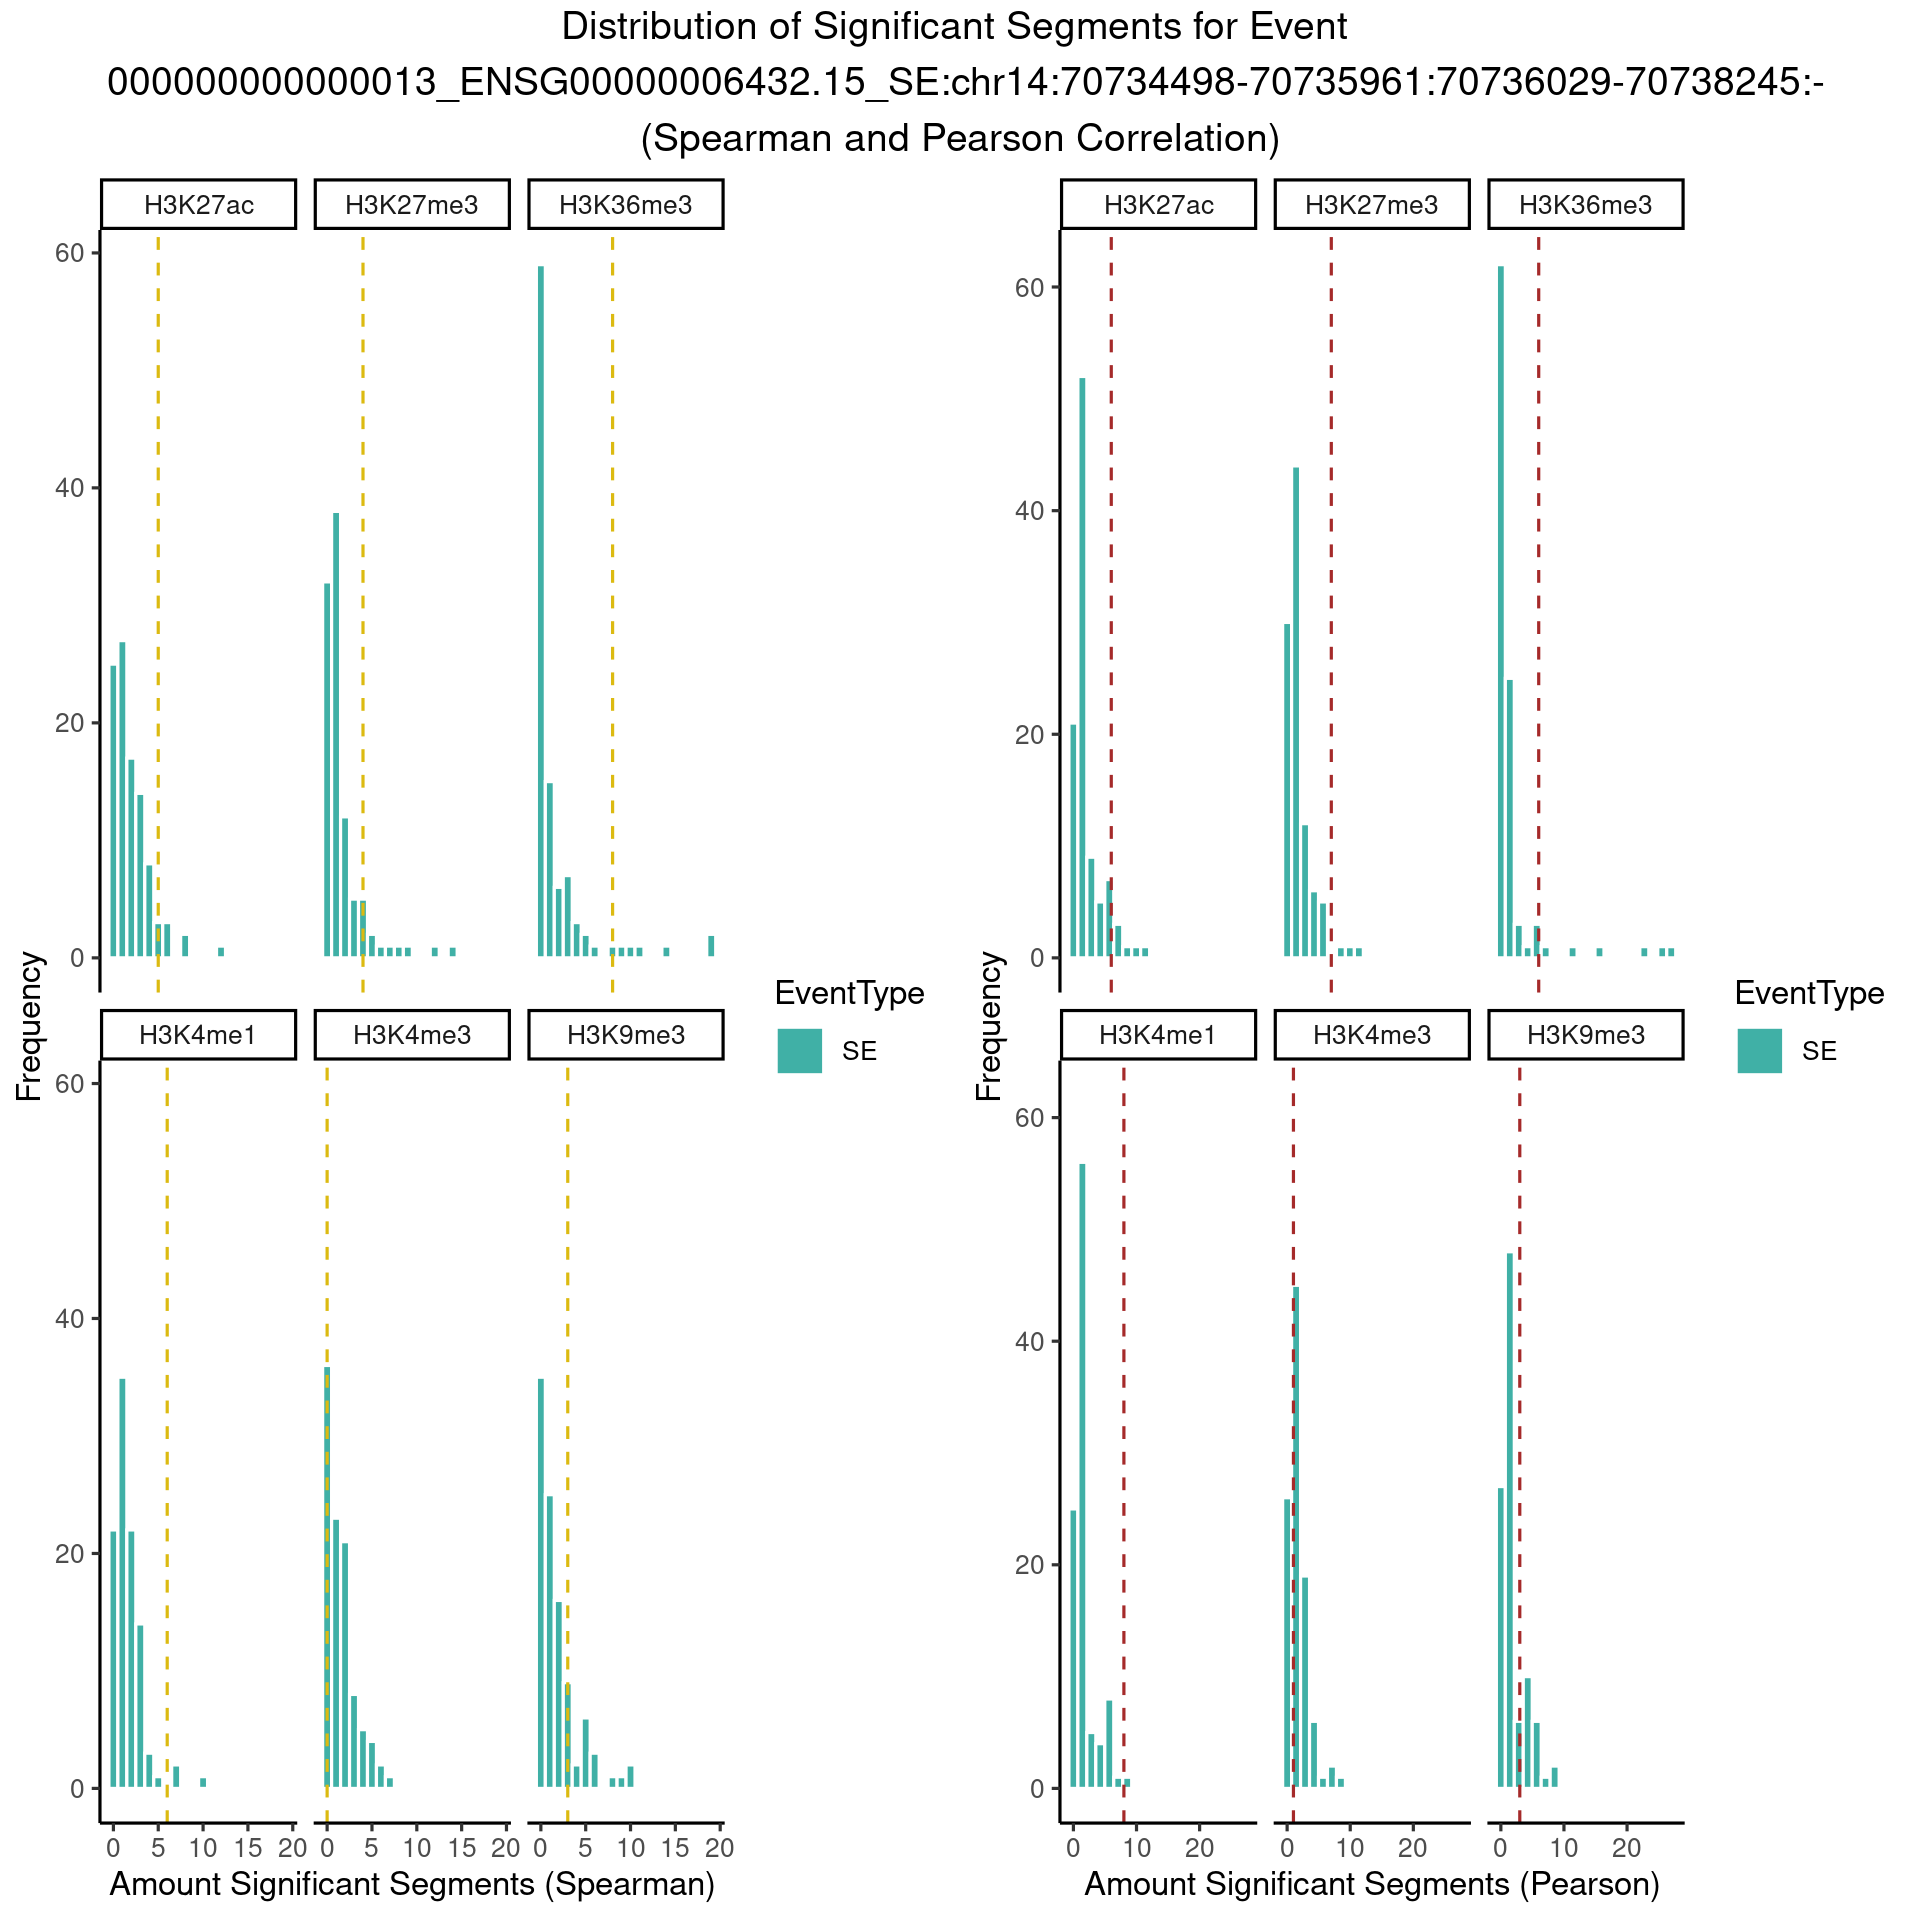 Distribution of Significant Segments for Event
000000000000013_ENSG00000006432.15_SE:chr14:70734498-70735961:70736029-70738245:-
(Spearman and Pearson Correlation)
H3K27ac
H3K27me3
H3K36me3
60
40
20
0
H3K4me1
H3K4me3
H3K9me3
60
40
20
0
0 5 10 15 20
0 5 10 15 20
0 5 10 15 20
Frequency
Amount Significant Segments (Spearman)
EventType
SE
H3K27ac
H3K27me3
H3K36me3
60
40
20
0
H3K4me1
H3K4me3
H3K9me3
60
40
20
0
0 10 20
0 10 20
0 10 20
Frequency
Amount Significant Segments (Pearson)
EventType
SE